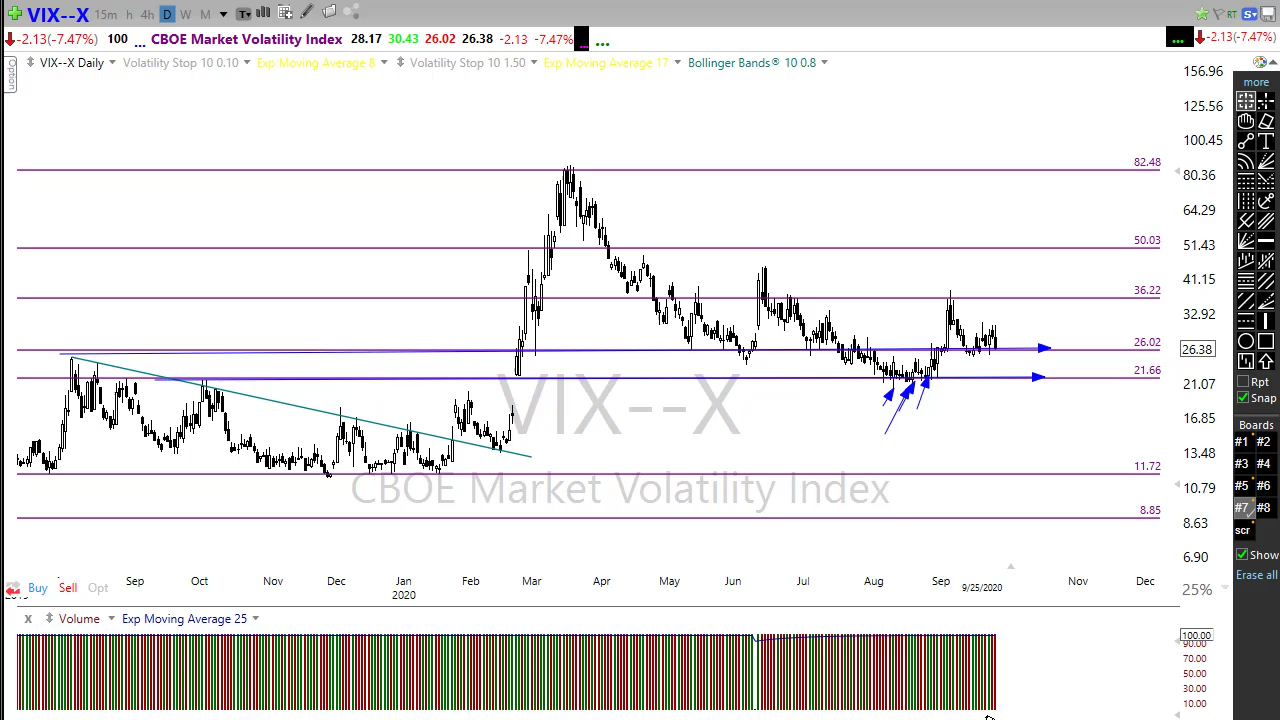 VIX--X 15m h 4h D W M T
RT S
-2.13(-7.47%) 100 ... CBOE Market Volatility Index 28.17 30.43 26.02 26.38 -2.13 -7.47% ... ...
... -2.13(-7.47%)
Option
VIX--X Daily Volatility Stop 10 0.10 Exp Moving Average 8 Volatility Stop 10 1.50 Exp Moving Average 17 Bollinger Bands® 10 0.8
156.96
125.56
100.45
82.48
80.36
64.29
50.03
51.43
41.15
36.22
32.92
26.02
26.38
21.66
21.07
16.85
13.48
11.72
10.79
8.85
8.63
6.90
VIX--X
CBOE Market Volatility Index
Sep Oct Nov Dec Jan Feb Mar Apr May Jun Jul Aug Sep Nov Dec
2020 9/25/2020
Buy Sell Opt
25%
x Volume Exp Moving Average 25
100.00
90.00
70.00
50.00
30.00
10.00
more
T
Rpt
Snap
Boards
#1 #2
#3 #4
#5 #6
#7 #8
scr
Show
Erase all